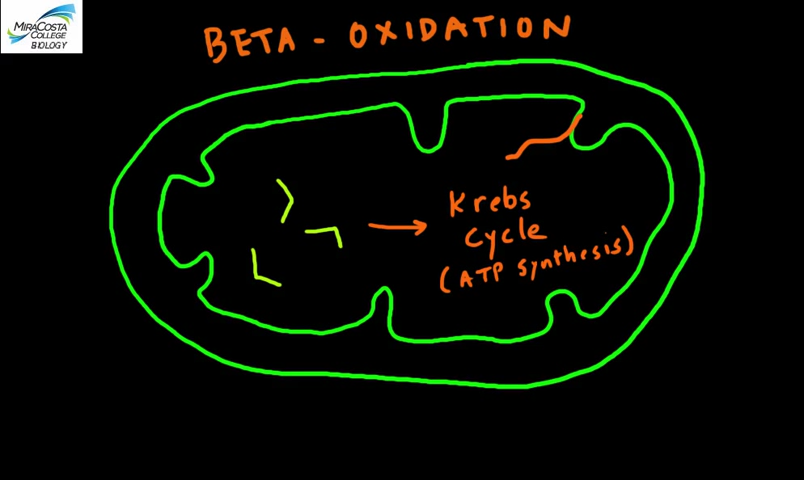 MIRACOSTA
COLLEGE
BIOLOGY
BETA - OXIDATION
Krebs
Cycle
(ATP synthesis)